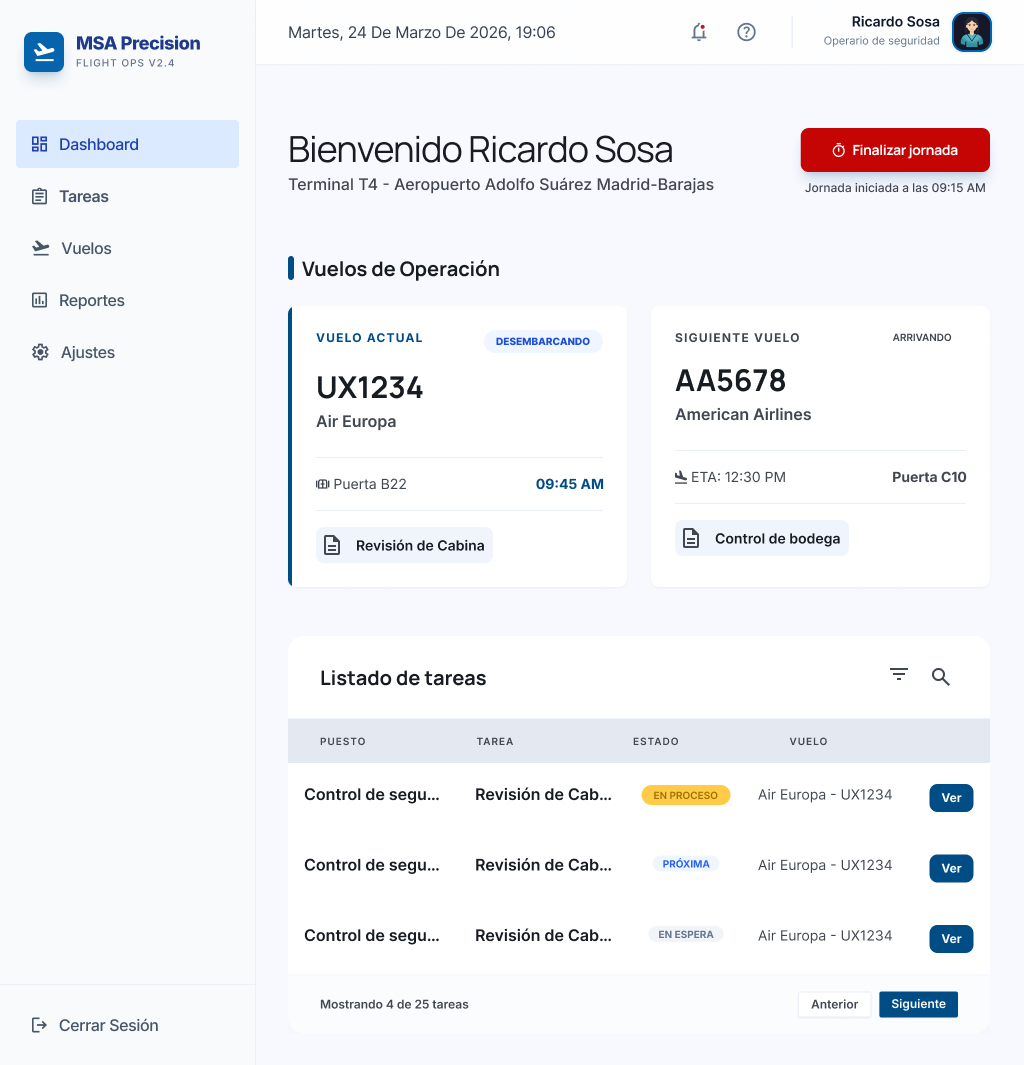 MSA Precision
FLIGHT OPS V2.4
Dashboard
Tareas
Vuelos
Reportes
Ajustes
Cerrar Sesión
Martes, 24 De Marzo De 2026, 19:06
Ricardo Sosa
Operario de seguridad
Bienvenido Ricardo Sosa
Terminal T4 - Aeropuerto Adolfo Suárez Madrid-Barajas
Finalizar jornada
Jornada iniciada a las 09:15 AM
Vuelos de Operación
VUELO ACTUAL
DESEMBARCANDO
UX1234
Air Europa
Puerta B22
09:45 AM
Revisión de Cabina
SIGUIENTE VUELO
ARRIVANDO
AA5678
American Airlines
ETA: 12:30 PM
Puerta C10
Control de bodega
Listado de tareas
PUESTO TAREA ESTADO VUELO
Control de segu... Revisión de Cab... EN PROCESO Air Europa - UX1234 Ver
Control de segu... Revisión de Cab... PRÓXIMA Air Europa - UX1234 Ver
Control de segu... Revisión de Cab... EN ESPERA Air Europa - UX1234 Ver
Mostrando 4 de 25 tareas
Anterior Siguiente